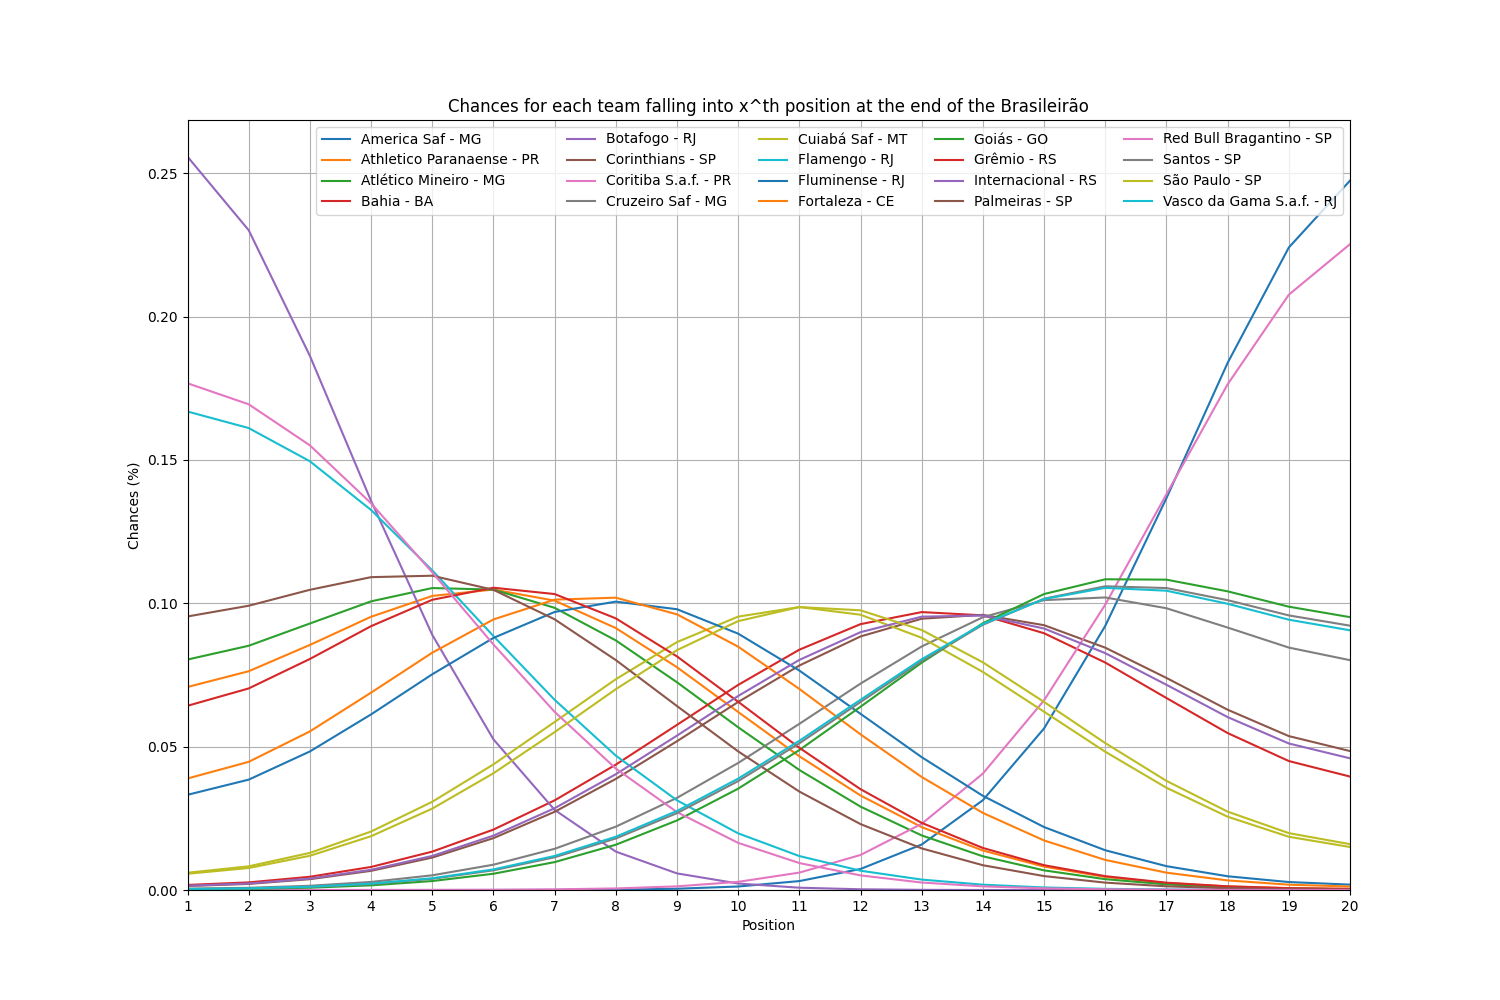 Chances for each team falling into x^th position at the end of the Brasileirão
America Saf - MG
Athletico Paranaense - PR
Atlético Mineiro - MG
Bahia - BA
Botafogo - RJ
Corinthians - SP
Coritiba S.a.f. - PR
Cruzeiro Saf - MG
Cuiabá Saf - MT
Flamengo - RJ
Fluminense - RJ
Fortaleza - CE
Goiás - GO
Grêmio - RS
Internacional - RS
Palmeiras - SP
Red Bull Bragantino - SP
Santos - SP
São Paulo - SP
Vasco da Gama S.a.f. - RJ
Chances (%)
0.25
0.20
0.15
0.10
0.05
0.00
1 2 3 4 5 6 7 8 9 10 11 12 13 14 15 16 17 18 19 20
Position